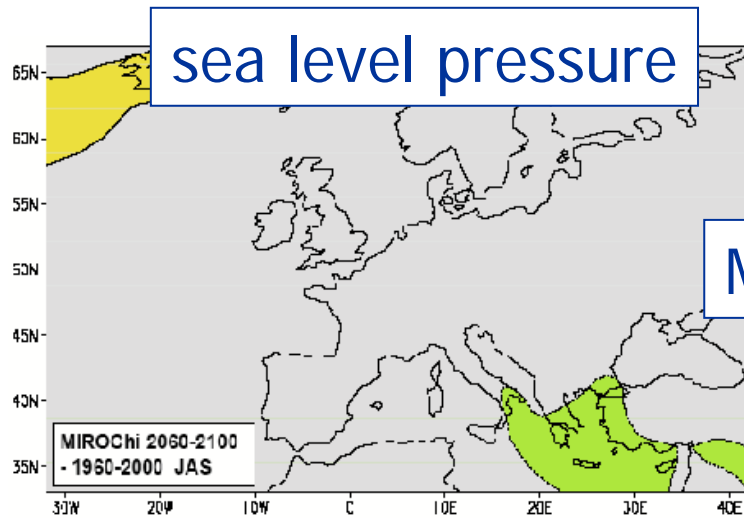 sea level pressure
65N
60N
55N
50N
M
45N
40N
35N
MIROChi 2060-2100
- 1960-2000 JAS
30W 20W 10W 0 10E 20E 30E 40E